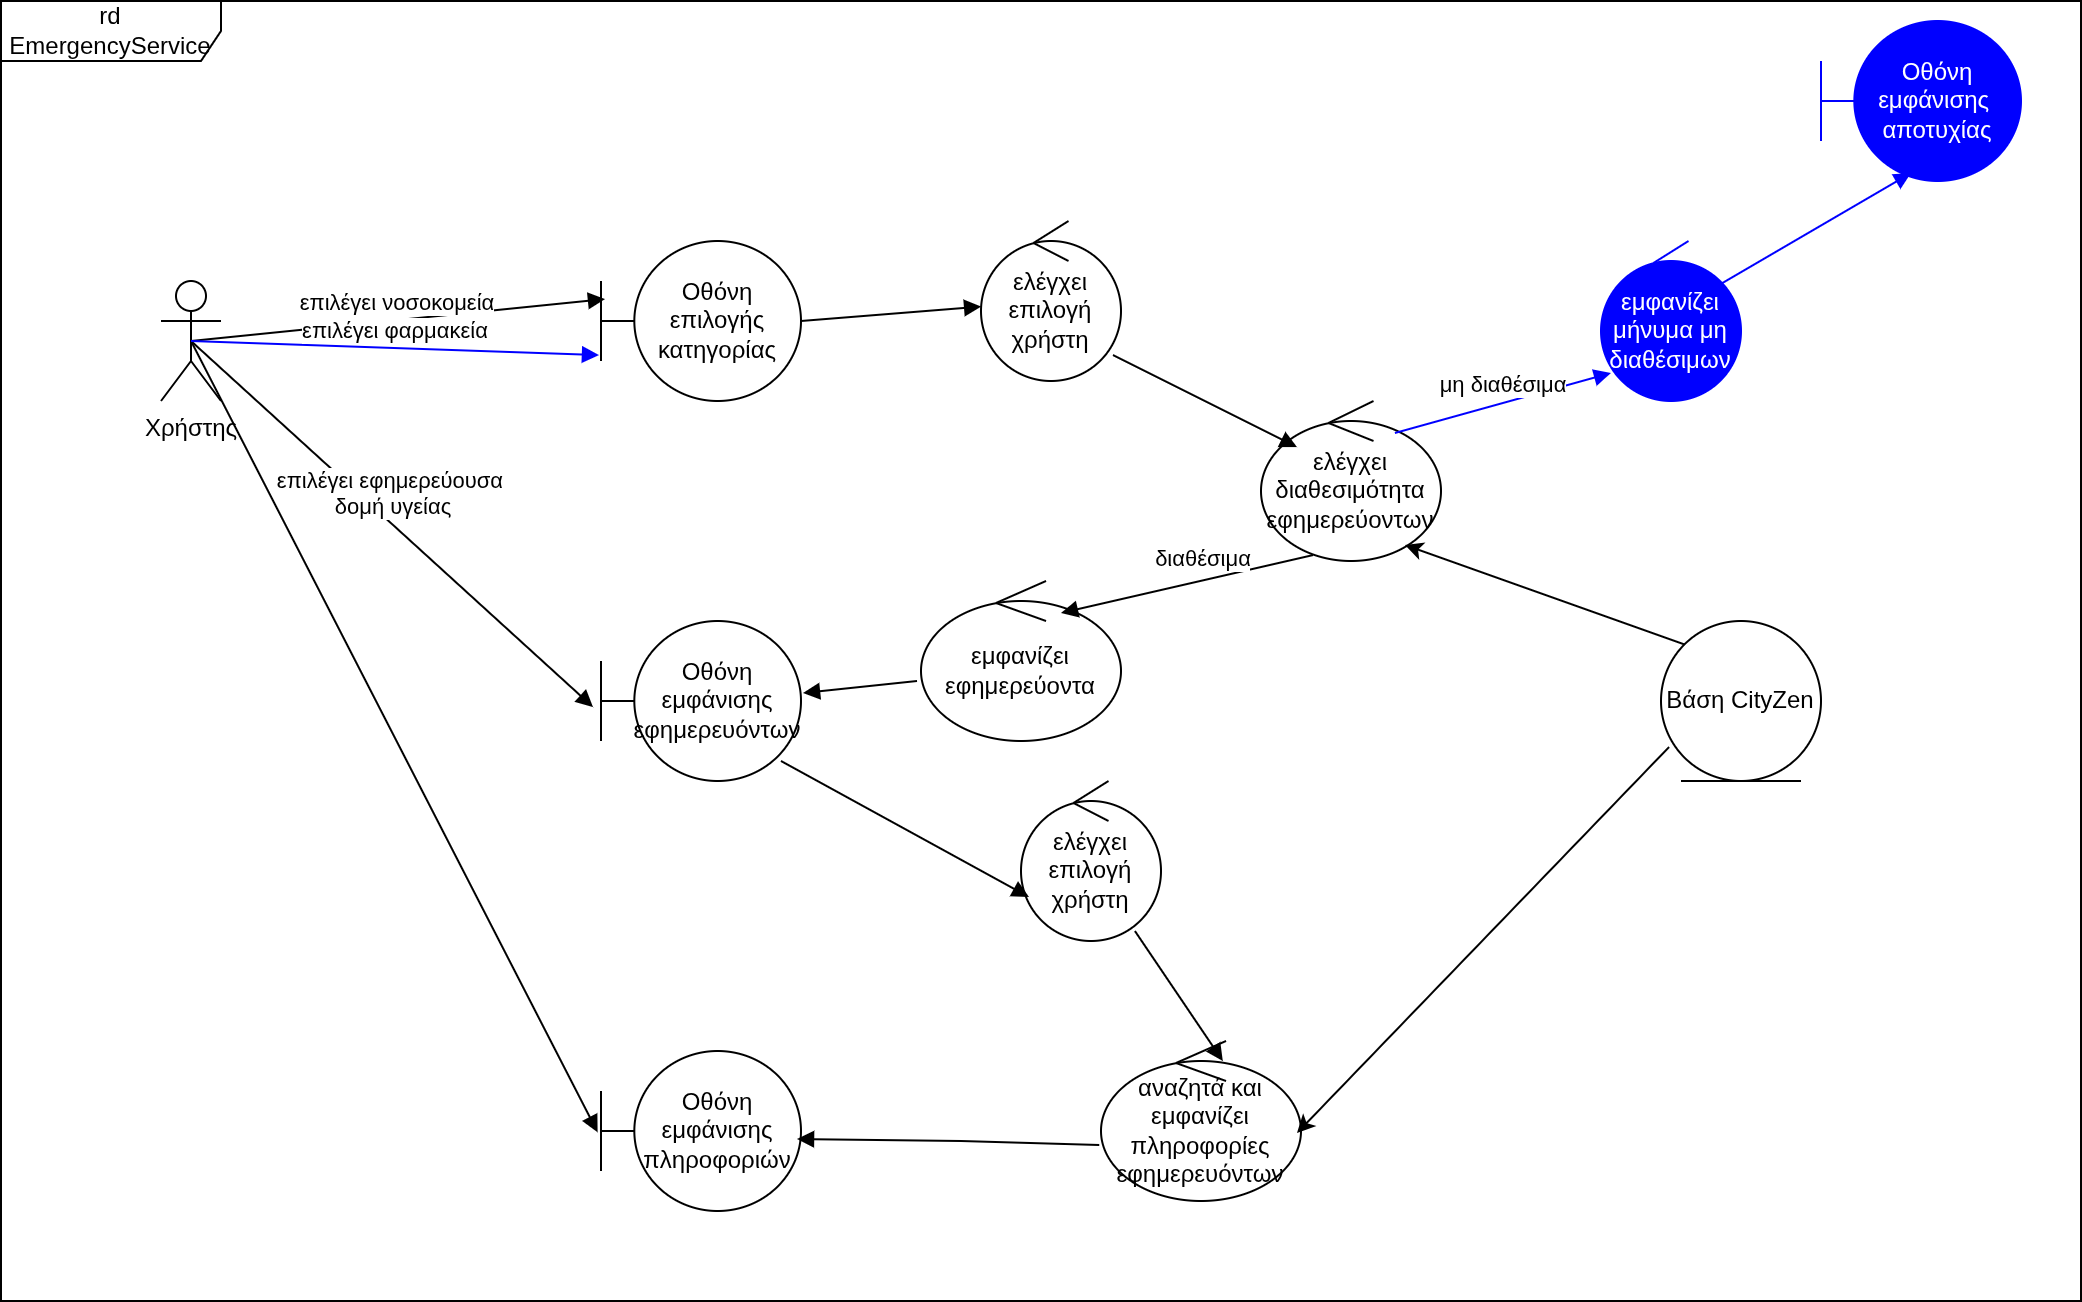 rd
EmergencyService
Οθόνη
εμφάνισης
αποτυχίας
επιλέγει νοσοκομεία
επιλέγει φαρμακεία
Οθόνη
επιλογής
κατηγορίας
ελέγχει
επιλογή
χρήστη
εμφανίζει
μήνυμα μη
διαθέσιμων
μη διαθέσιμα
Χρήστης
ελέγχει
διαθεσιμότητα
εφημερεύοντων
επιλέγει εφημερεύουσα
δομή υγείας
διαθέσιμα
Οθόνη
εμφάνισης
εφημερευόντων
εμφανίζει
εφημερεύοντα
Βάση CityZen
ελέγχει
επιλογή
χρήστη
Οθόνη
εμφάνισης
πληροφοριών
αναζητά και
εμφανίζει
πληροφορίες
εφημερευόντων